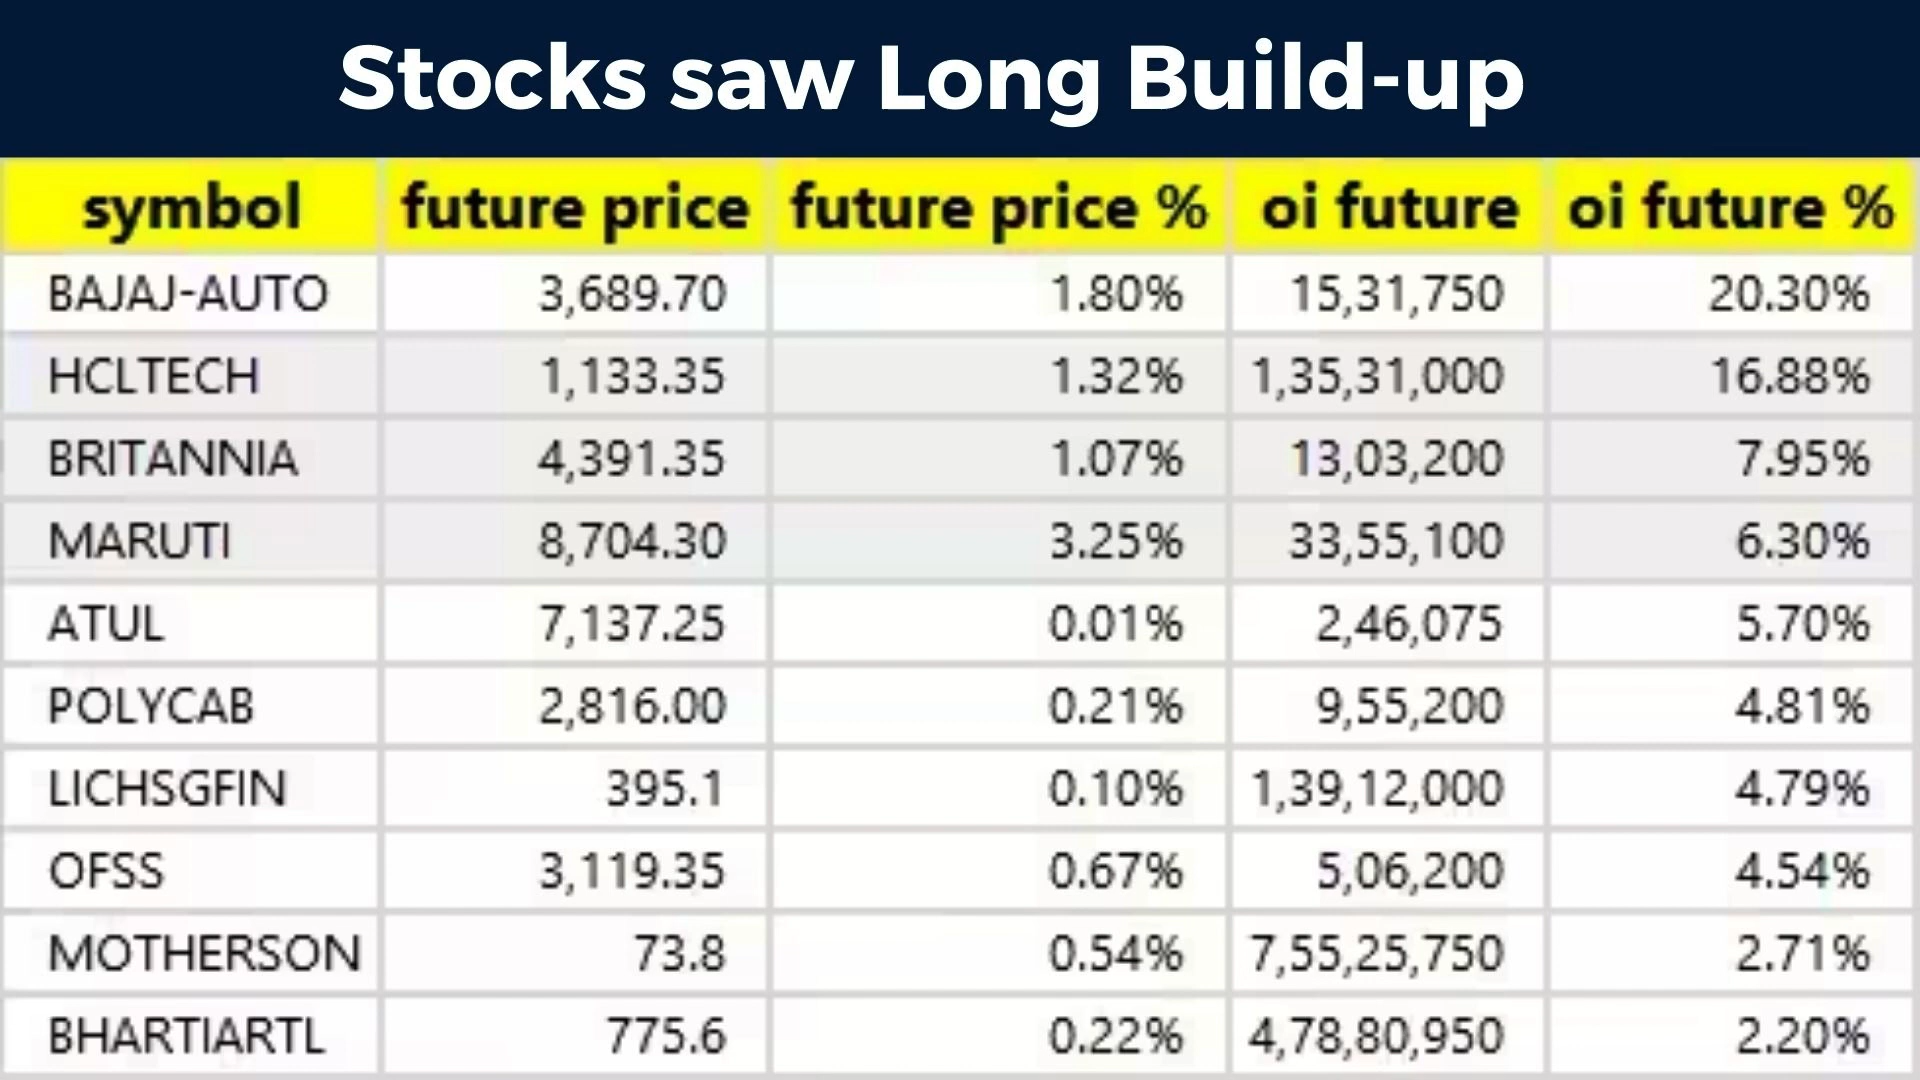 Stocks saw Long Build-up
symbol future price future price % oi future oi future %
BAJAJ-AUTO 3,689.70 1.80% 15,31,750 20.30%
HCLTECH 1,133.35 1.32% 1,35,31,000 16.88%
BRITANNIA 4,391.35 1.07% 13,03,200 7.95%
MARUTI 8,704.30 3.25% 33,55,100 6.30%
ATUL 7,137.25 0.01% 2,46,075 5.70%
POLYCAB 2,816.00 0.21% 9,55,200 4.81%
LICHSGFIN 395.1 0.10% 1,39,12,000 4.79%
OFSS 3,119.35 0.67% 5,06,200 4.54%
MOTHERSON 73.8 0.54% 7,55,25,750 2.71%
BHARTIARTL 775.6 0.22% 4,78,80,950 2.20%